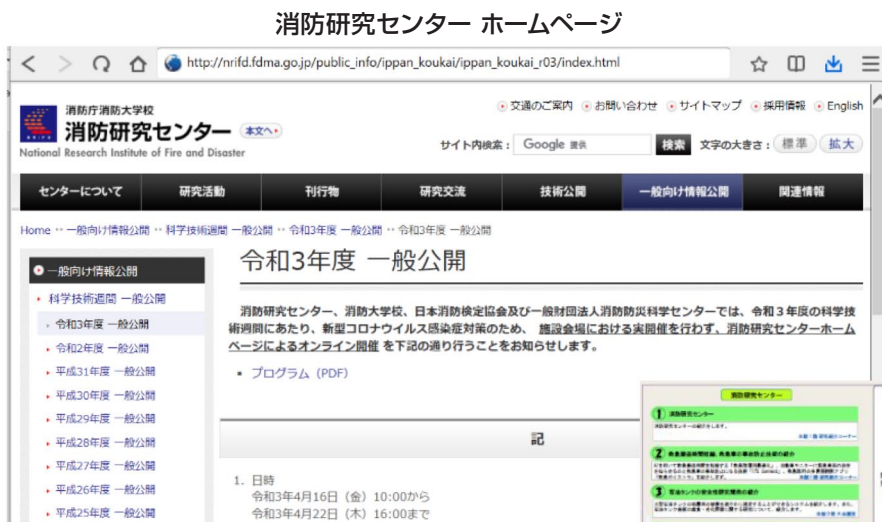 消防研究センター ホームページ
http://nrifd.fdma.go.jp/public_info/ippan_koukai/ippan_koukai_r03/index.html
交通のご案内 お問い合わせ サイトマップ 採用情報 English
消防庁消防大学校
消防研究センター 本文へ
National Research Institute of Fire and Disaster
サイト内検索: Google 提供 検索 文字の大きさ: 標準 拡大
センターについて 研究活動 刊行物 研究交流 技術公開 一般向け情報公開 関連情報
Home 一般向け情報公開 科学技術週間 一般公開 令和3年度 一般公開 令和3年度 一般公開
一般向け情報公開
科学技術週間 一般公開
令和3年度 一般公開
令和2年度 一般公開
平成31年度 一般公開
平成30年度 一般公開
平成29年度 一般公開
平成28年度 一般公開
平成27年度 一般公開
平成26年度 一般公開
平成25年度 一般公開
令和3年度 一般公開
消防研究センター、消防大学校、日本消防検定協会及び一般財団法人消防防災科学センターでは、令和3年度の科学技
術週間にあたり、新型コロナウイルス感染症対策のため、 施設会場における実開催を行わず、消防研究センターホーム
ページによるオンライン開催 を下記の通り行うことをお知らせします。
プログラム（PDF）
記
1. 日時
令和3年4月16日（金）10:00から
令和3年4月22日（木）16:00まで
消防研究センター
1 消防研究センター
消防研究センターの紹介をします。
2
3